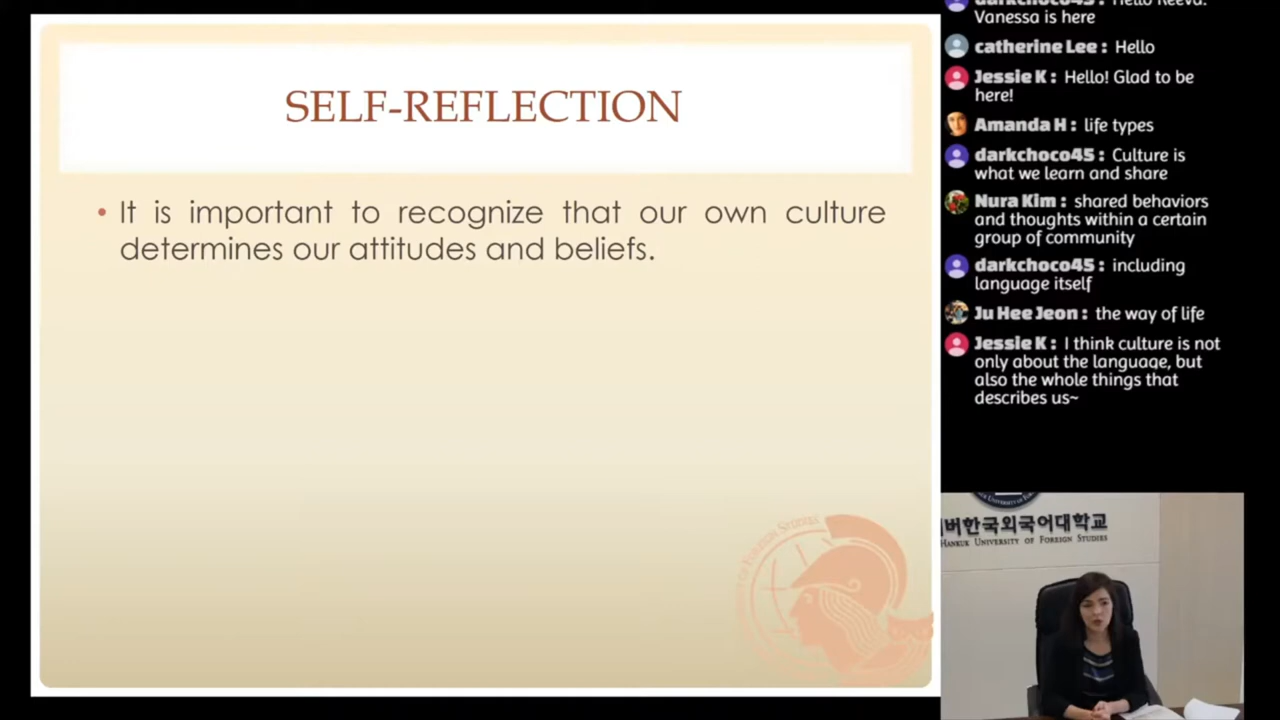 SELF-REFLECTION
• It is important to recognize that our own culture
determines our attitudes and beliefs.
Vanessa is here
catherine Lee : Hello
Jessie K : Hello! Glad to be
here!
Amanda H : life types
darkchoco45 : Culture is
what we learn and share
Nura Kim : shared behaviors
and thoughts within a certain
group of community
darkchoco45 : including
language itself
Ju Hee Jeon : the way of life
Jessie K : I think culture is not
only about the language, but
also the whole things that
describes us~
버한국외국어대학교
HANKUK UNIVERSITY OF FOREIGN STUDIES